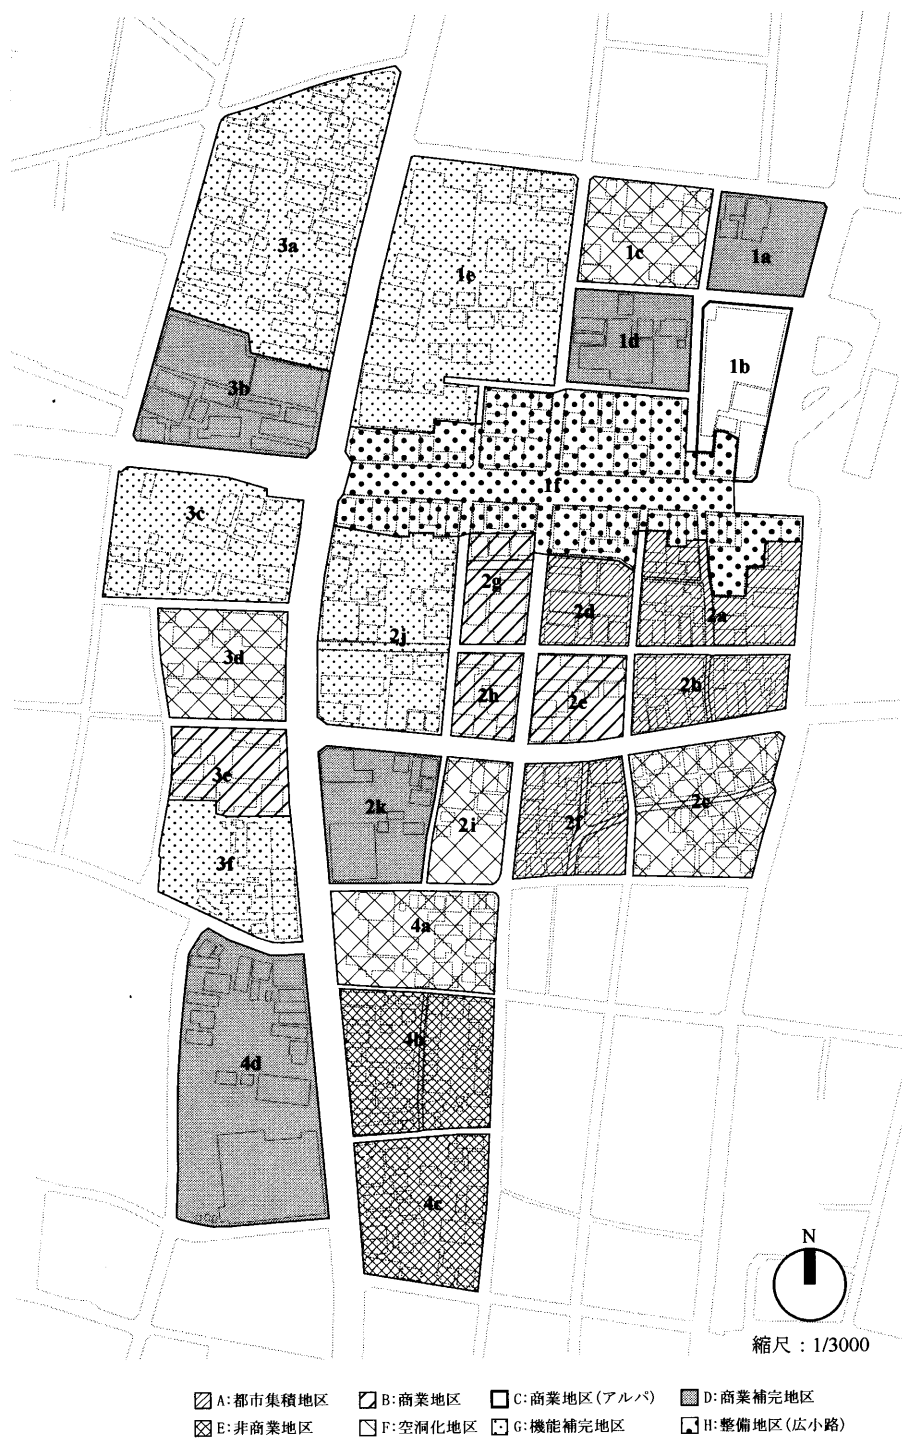 3a
1e
1c
1a
1d
1b
3b
1f
3c
2g
2d
2a
2j
3d
2h
2e
2b
3e
2k
2i
2f
2e
3f
4a
4b
4d
4c
N
縮尺：1/3000
A:都市集積地区 B:商業地区 C:商業地区(アルパ) D:商業補完地区
E:非商業地区 F:空洞化地区 G:機能補完地区 H:整備地区(広小路)